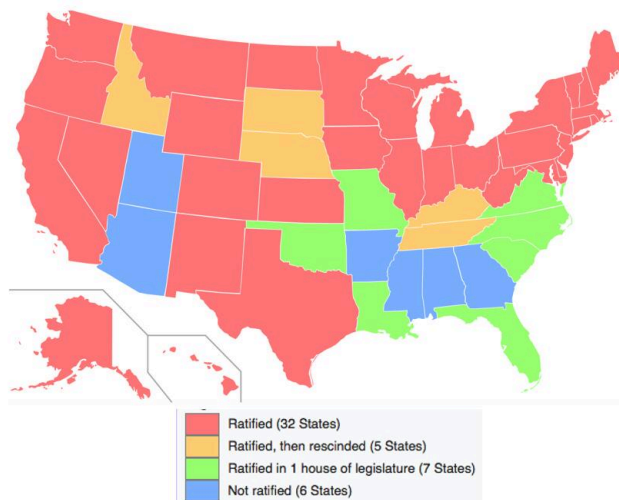 Ratified (32 States)
Ratified, then rescinded (5 States)
Ratified in 1 house of legislature (7 States)
Not ratified (6 States)